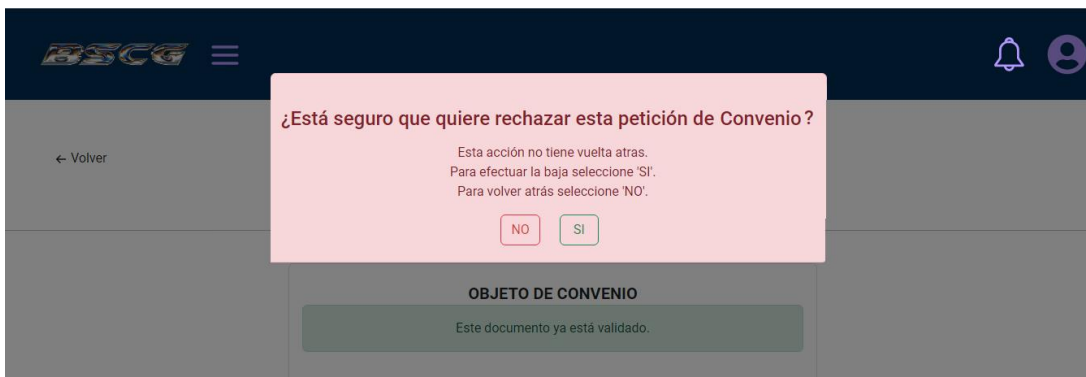 BSCG
¿Está seguro que quiere rechazar esta petición de Convenio?
Esta acción no tiene vuelta atras.
← Volver
Para efectuar la baja seleccione 'SI'.
Para volver atrás seleccione 'NO'.
NO
SI
OBJETO DE CONVENIO
Este documento ya está validado.